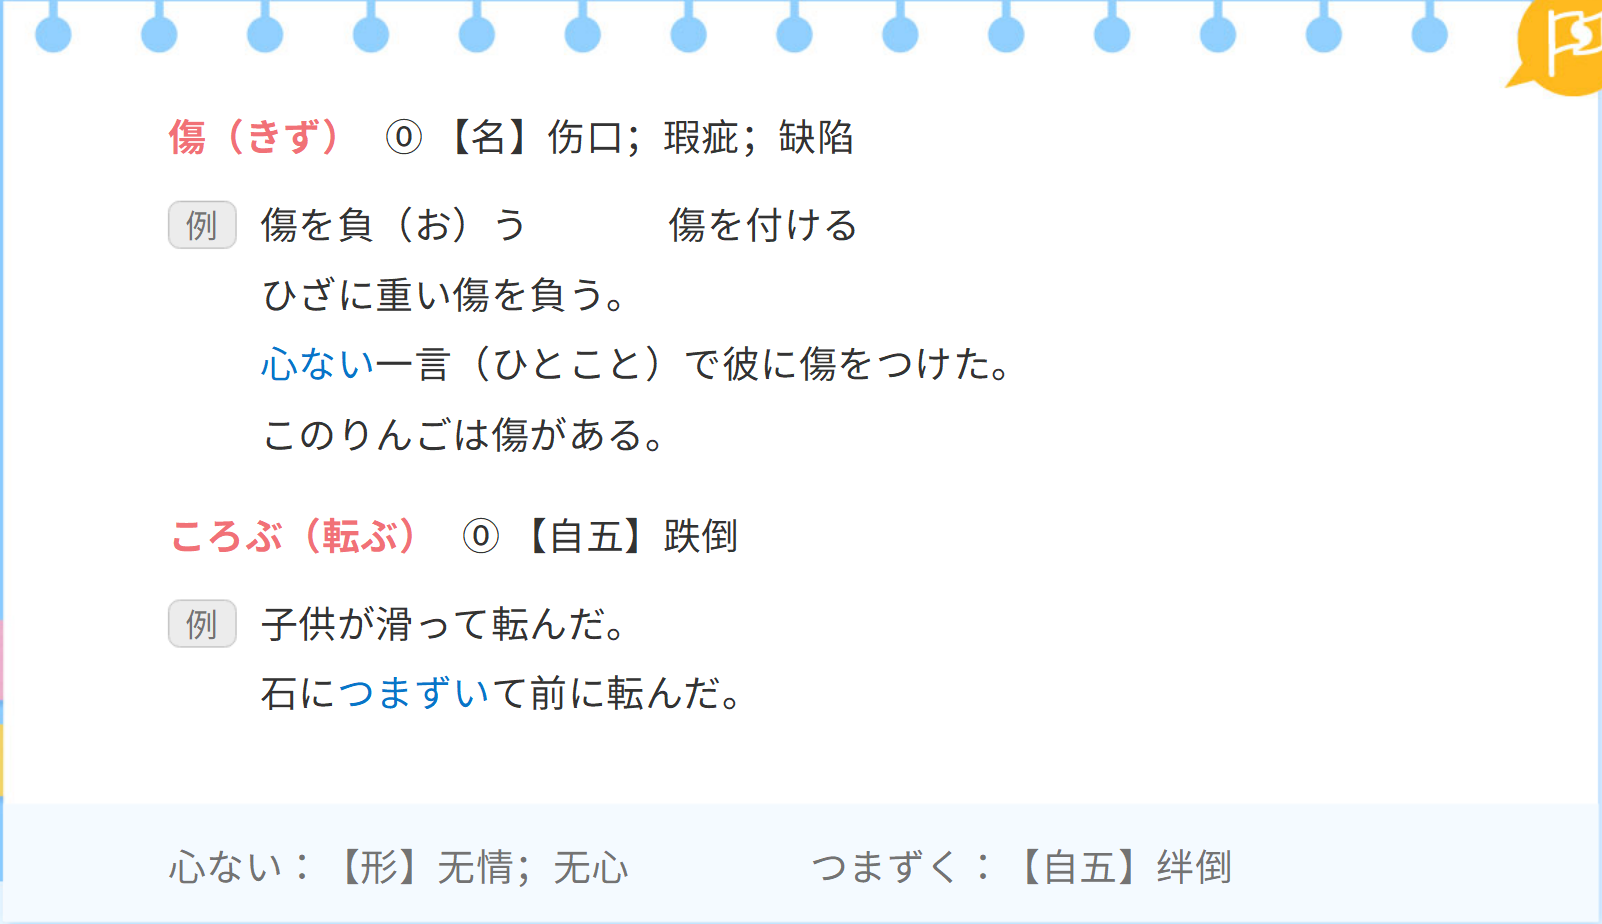 傷（きず） ⓪ 【名】伤口；瑕疵；缺陷
例 傷を負（お）う 傷を付ける
ひざに重い傷を負う。
心ない一言（ひとこと）で彼に傷をつけた。
このりんごは傷がある。
ころぶ（転ぶ） ⓪ 【自五】跌倒
例 子供が滑って転んだ。
石につまずいて前に転んだ。
心ない：【形】无情；无心 つまずく：【自五】绊倒